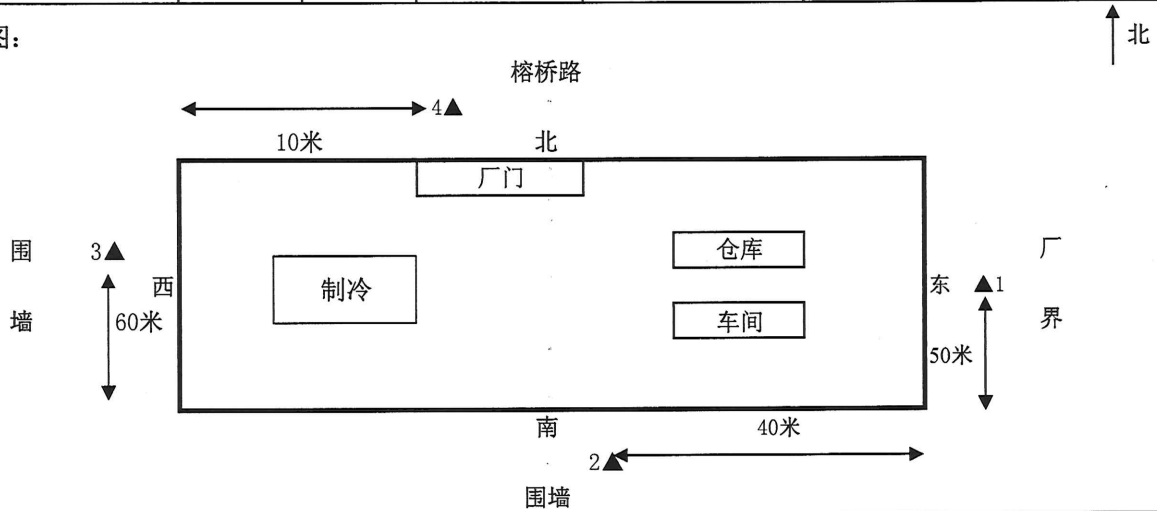 图：
北
榕桥路
4▲
10米
北
厂门
围墙
3▲
西
60米
制冷
仓库
车间
东
▲1
50米
厂界
南
40米
2▲
围墙